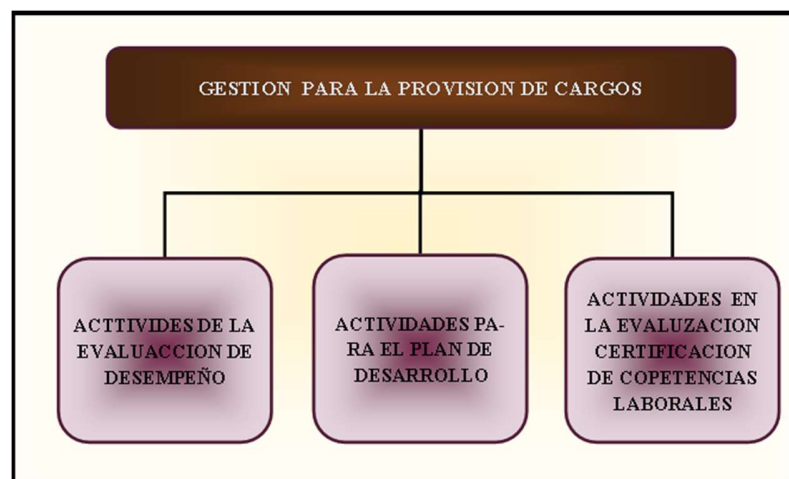 GESTION PARA LA PROVISION DE CARGOS
ACTTIVIDES DE LA
EVALUACCION DE
DESEMPEÑO
ACTIVIDADES PA-
RA EL PLAN DE
DESARROLLO
ACTIVIDADES EN
LA EVALUZACION
CERTIFICACION
DE COPETENCIAS
LABORALES